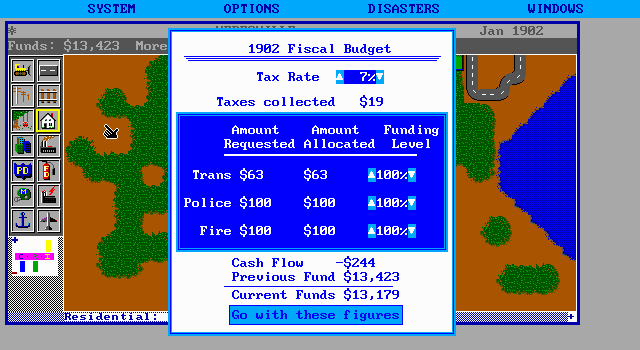 SYSTEM OPTIONS DISASTERS WINDOWS
Jan 1902
Funds: $13,423 More
1902 Fiscal Budget
Tax Rate 7%
Taxes collected $19
Amount Amount Funding
Requested Allocated Level
Trans $63 $63 100%
Police $100 $100 100%
Fire $100 $100 100%
Cash Flow -$244
Previous Fund $13,423
Current Funds $13,179
Go with these figures
PD
Residential: